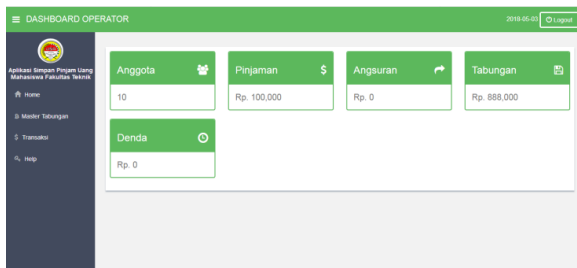 DASHBOARD OPERATOR
2018-05-03 Logout
Aplikasi Simpan Pinjam Uang
Mahasiswa Fakultas Teknik
Home
Master Tabungan
Transaksi
Help
Anggota
10
Pinjaman
Rp. 100,000
Angsuran
Rp. 0
Tabungan
Rp. 888,000
Denda
Rp. 0